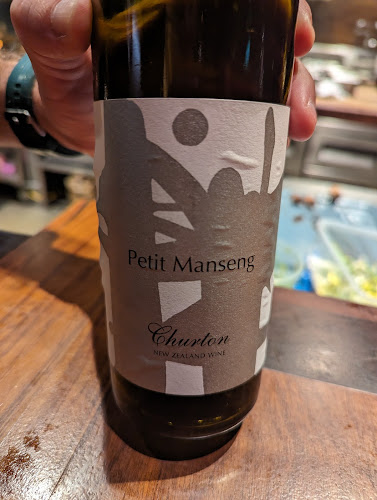 Petit Manseng
Churton
NEW ZEALAND WINE